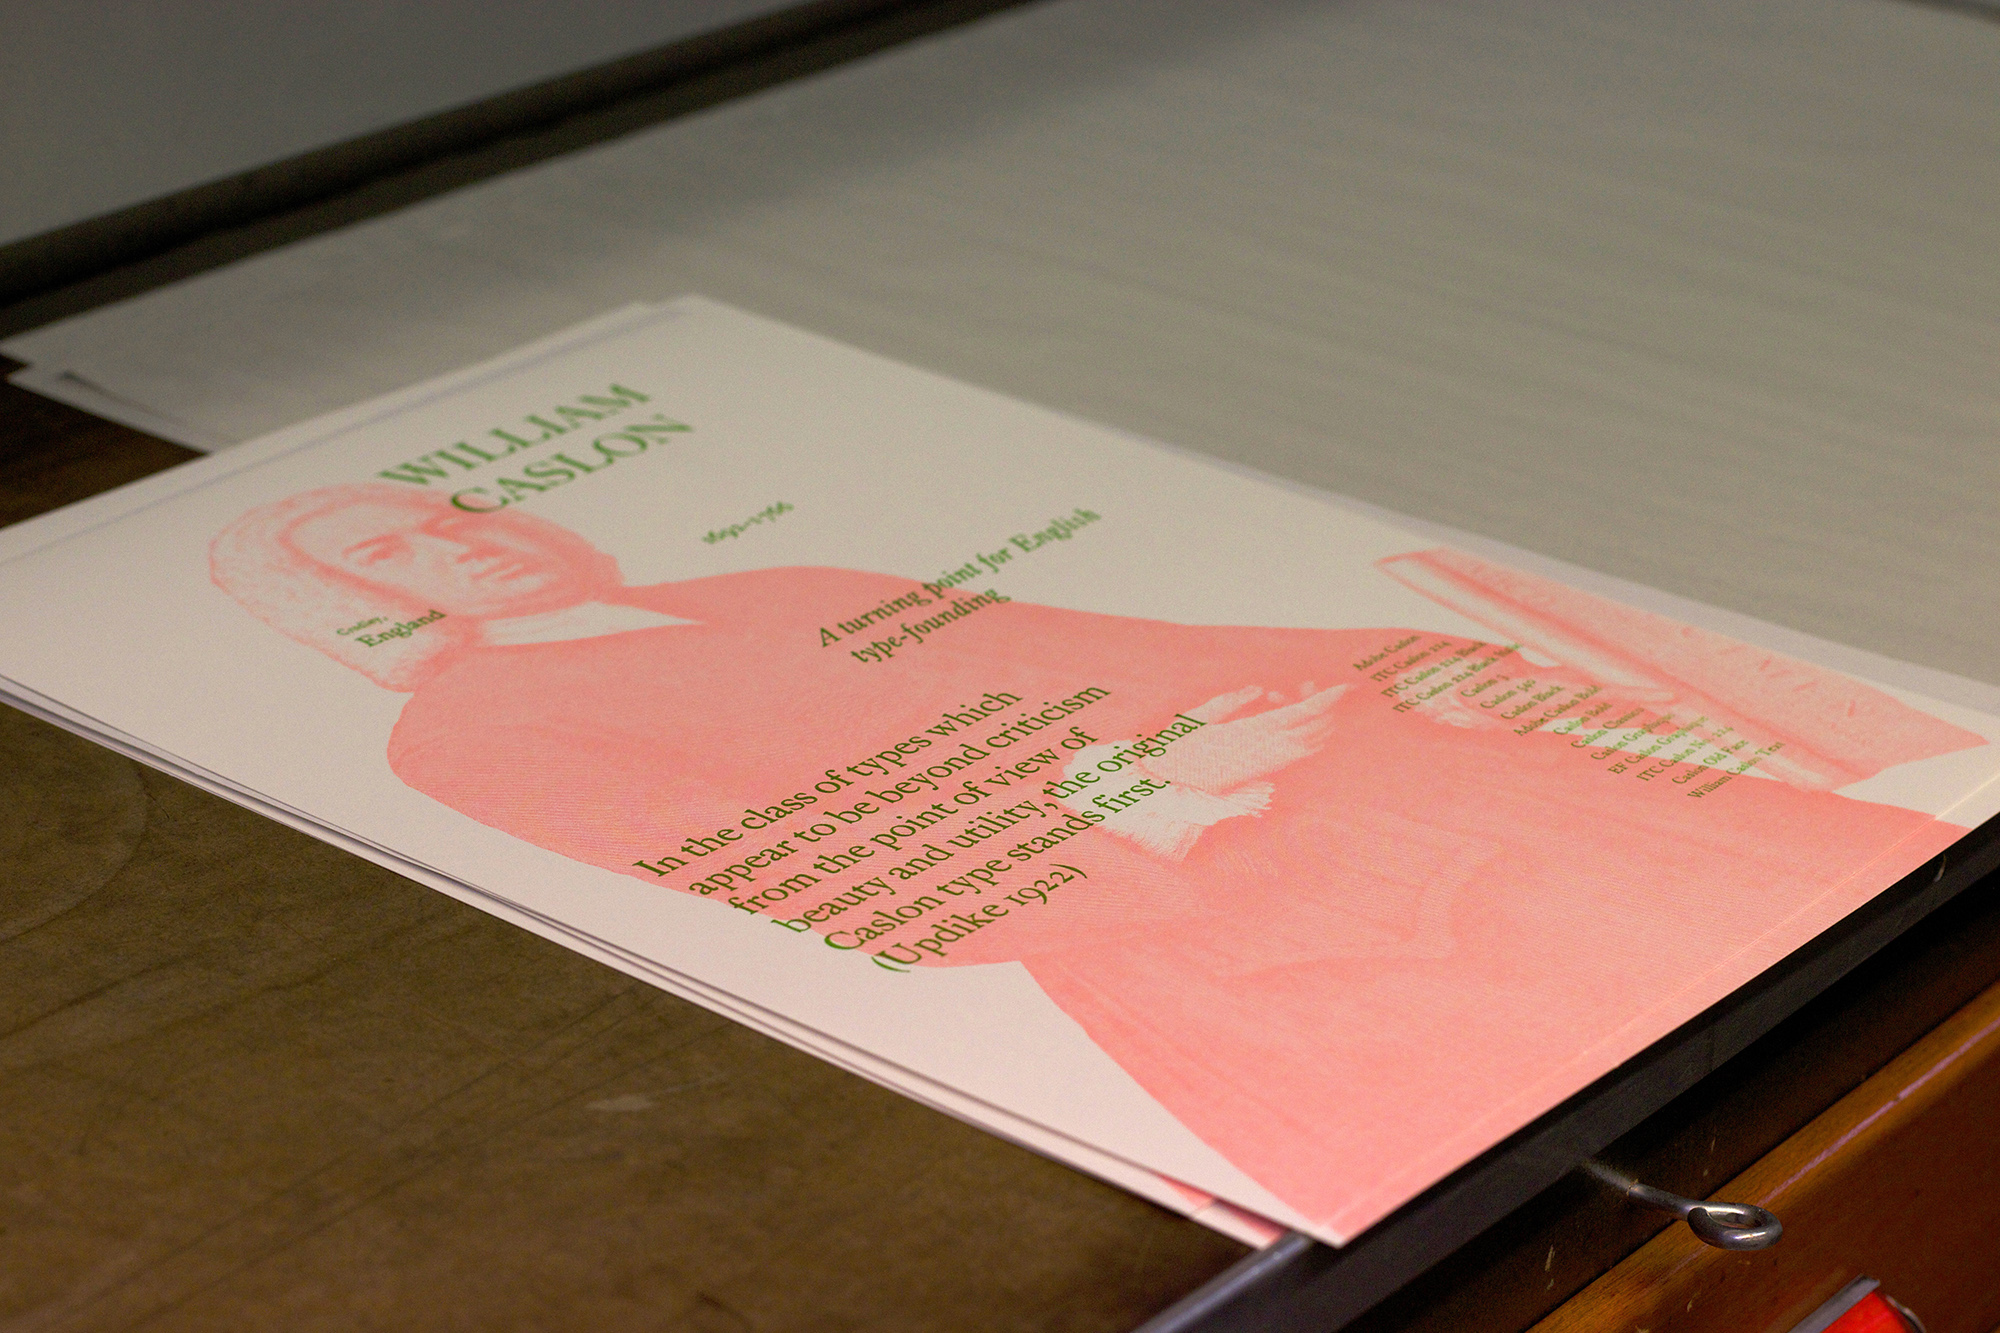 WILLIAM
CASLON
1692–1766
Cradley,
England
A turning point for English
type-founding
In the class of types which
appear to be beyond criticism
from the point of view of
beauty and utility, the original
Caslon type stands first.
(Updike 1922)
Adobe Caslon
ITC Caslon 224
ITC Caslon 224 Black
ITC Caslon 224 Black Italic
Caslon 3
Caslon 540
Caslon Black
Adobe Caslon Bold
Caslon Bold
Caslon Classico
Caslon Graphique
EF Caslon Graphique
ITC Caslon No. 224
Caslon Old Face
William Caslon Text